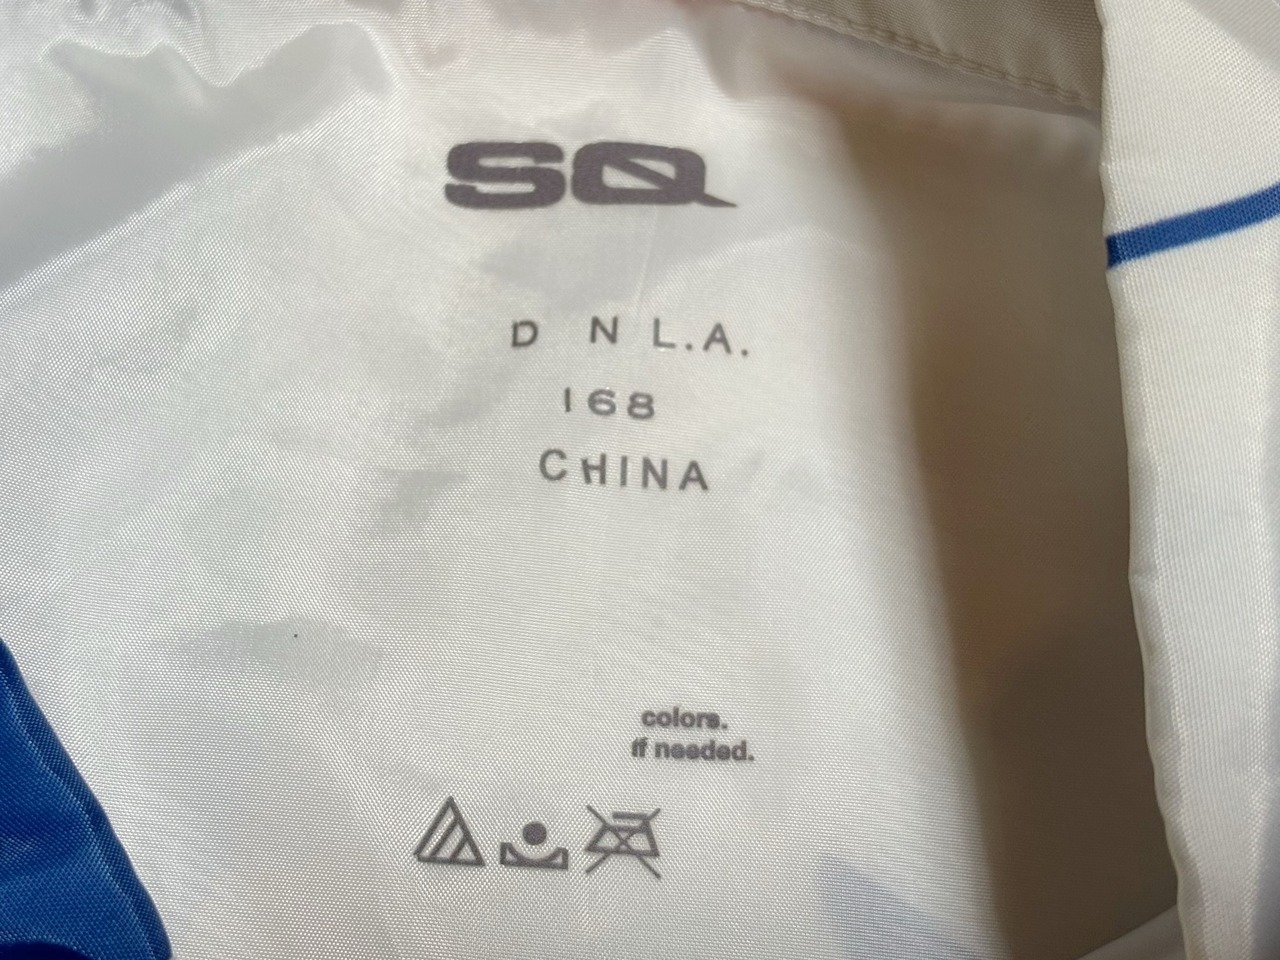 SQ
D N L.A.
168
CHINA
colors.
if needed.